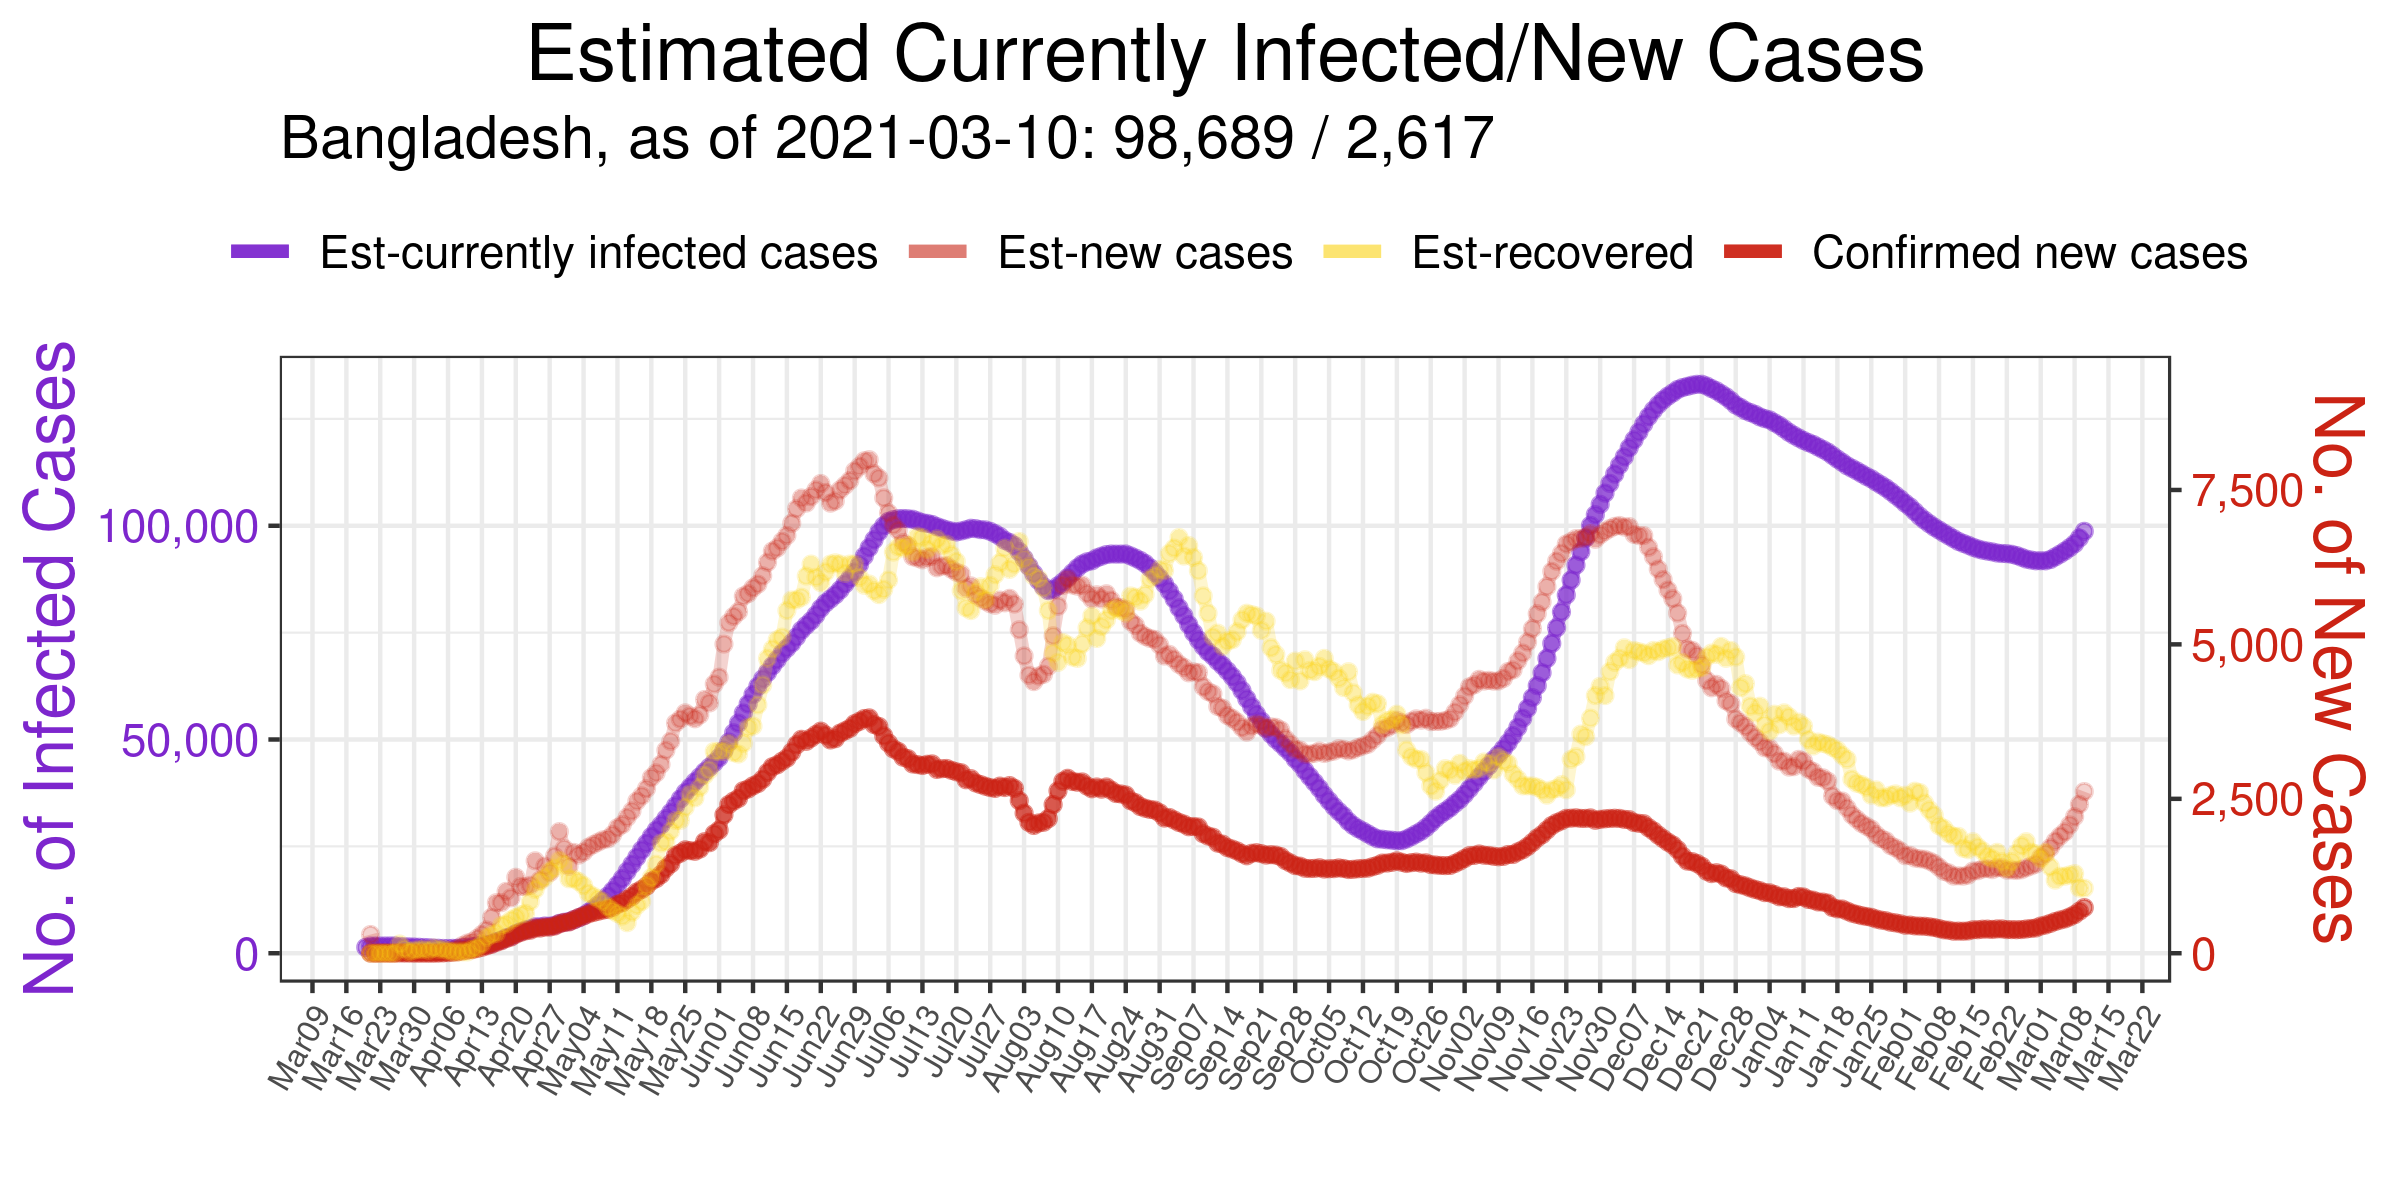 Estimated Currently Infected/New Cases
Bangladesh, as of 2021-03-10: 98,689 / 2,617
Est-currently infected cases Est-new cases Est-recovered Confirmed new cases
No. of Infected Cases
100,000
50,000
0
No. of New Cases
7,500
5,000
2,500
0
Mar09 Mar16 Mar23 Mar30 Apr06 Apr13 Apr20 Apr27 May04 May11 May18 May25 Jun01 Jun08 Jun15 Jun22 Jun29 Jul06 Jul13 Jul20 Jul27 Aug03 Aug10 Aug17 Aug24 Aug31 Sep07 Sep14 Sep21 Sep28 Oct05 Oct12 Oct19 Oct26 Nov02 Nov09 Nov16 Nov23 Nov30 Dec07 Dec14 Dec21 Dec28 Jan04 Jan11 Jan18 Jan25 Feb01 Feb08 Feb15 Feb22 Mar01 Mar08 Mar15 Mar22